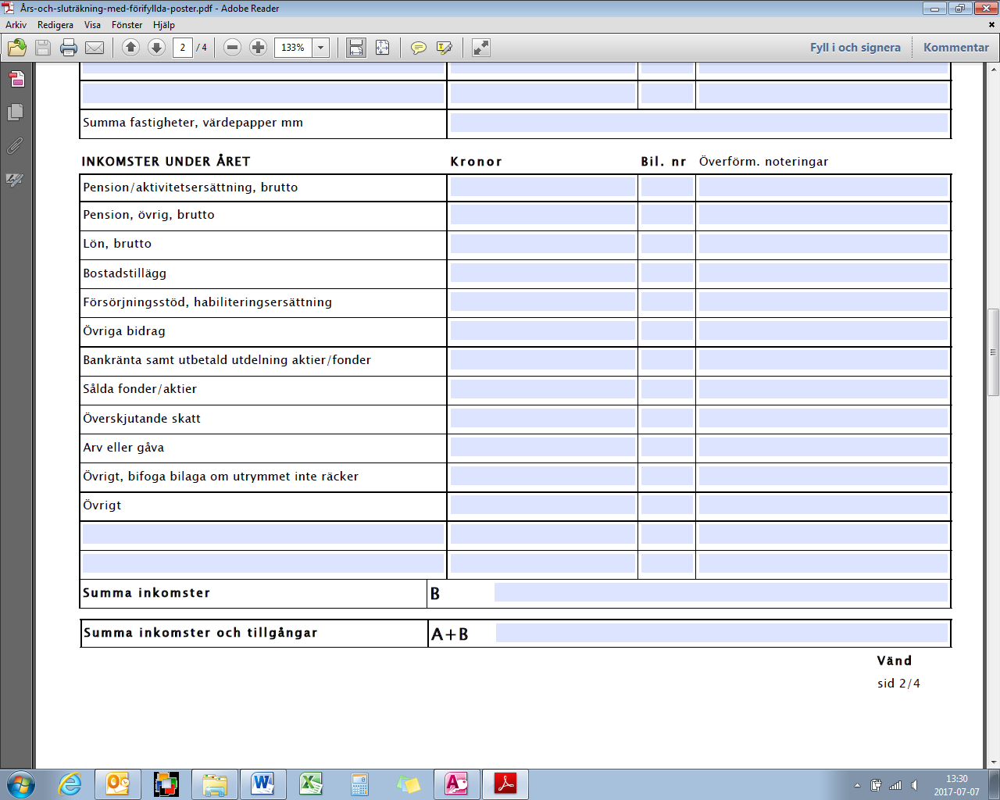 Års-och-sluträkning-med-förifyllda-poster.pdf - Adobe Reader
Arkiv Redigera Visa Fönster Hjälp
2 / 4 133% Fyll i och signera Kommentar
Summa fastigheter, värdepapper mm
INKOMSTER UNDER ÅRET Kronor Bil. nr Överförm. noteringar
Pension/aktivitetsersättning, brutto
Pension, övrig, brutto
Lön, brutto
Bostadstillägg
Försörjningsstöd, habiliteringsersättning
Övriga bidrag
Bankränta samt utbetald utdelning aktier/fonder
Sålda fonder/aktier
Överskjutande skatt
Arv eller gåva
Övrigt, bifoga bilaga om utrymmet inte räcker
Övrigt
Summa inkomster B
Summa inkomster och tillgångar A+B
Vänd
sid 2/4
13:30
2017-07-07